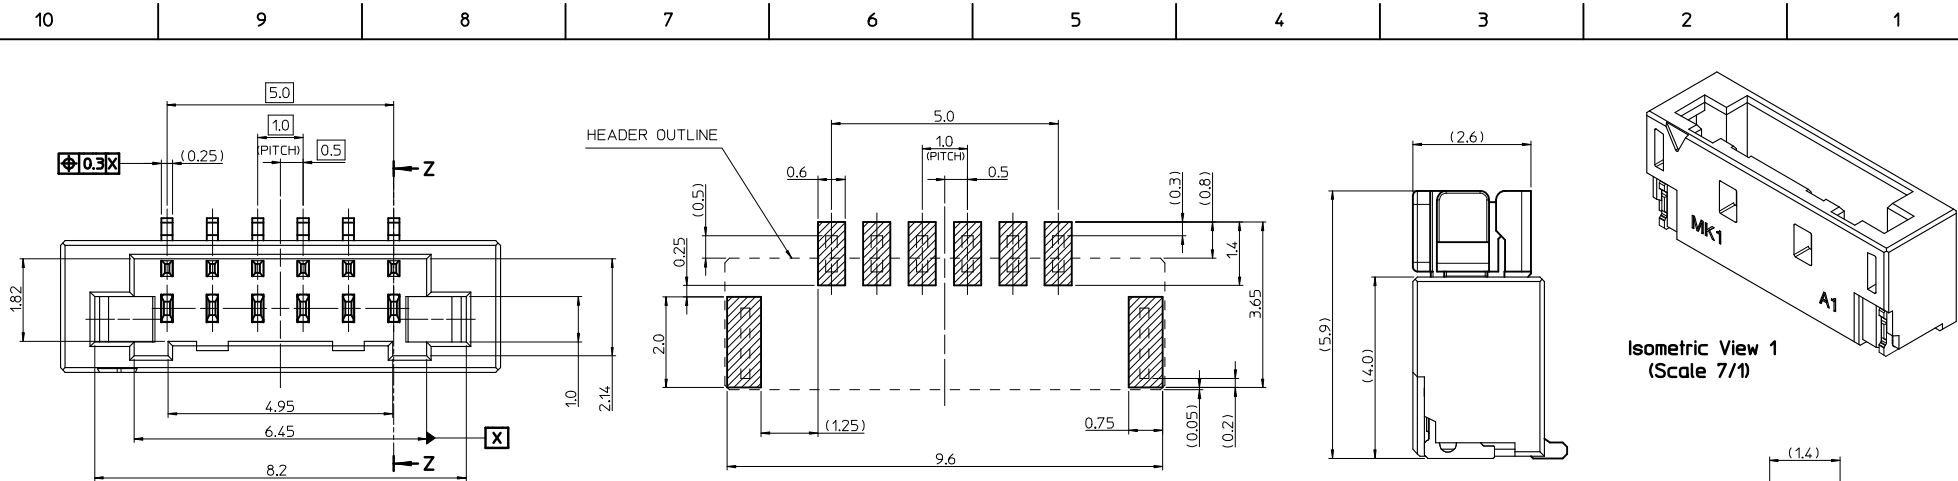 10 9 8 7 6 5 4 3 2 1
5.0
1.0
(PITCH)
0.5
⌖ 0.3 X
(0.25)
Z
1.82
1.0
2.14
4.95
6.45
X
8.2
Z
HEADER OUTLINE
5.0
1.0
(PITCH)
0.6
0.5
(0.5)
0.25
(0.3)
(0.8)
1.4
3.65
2.0
(1.25)
0.75
(0.05)
(0.2)
9.6
(2.6)
(5.9)
(4.0)
MK1
A1
Isometric View 1
(Scale 7/1)
(1.4)